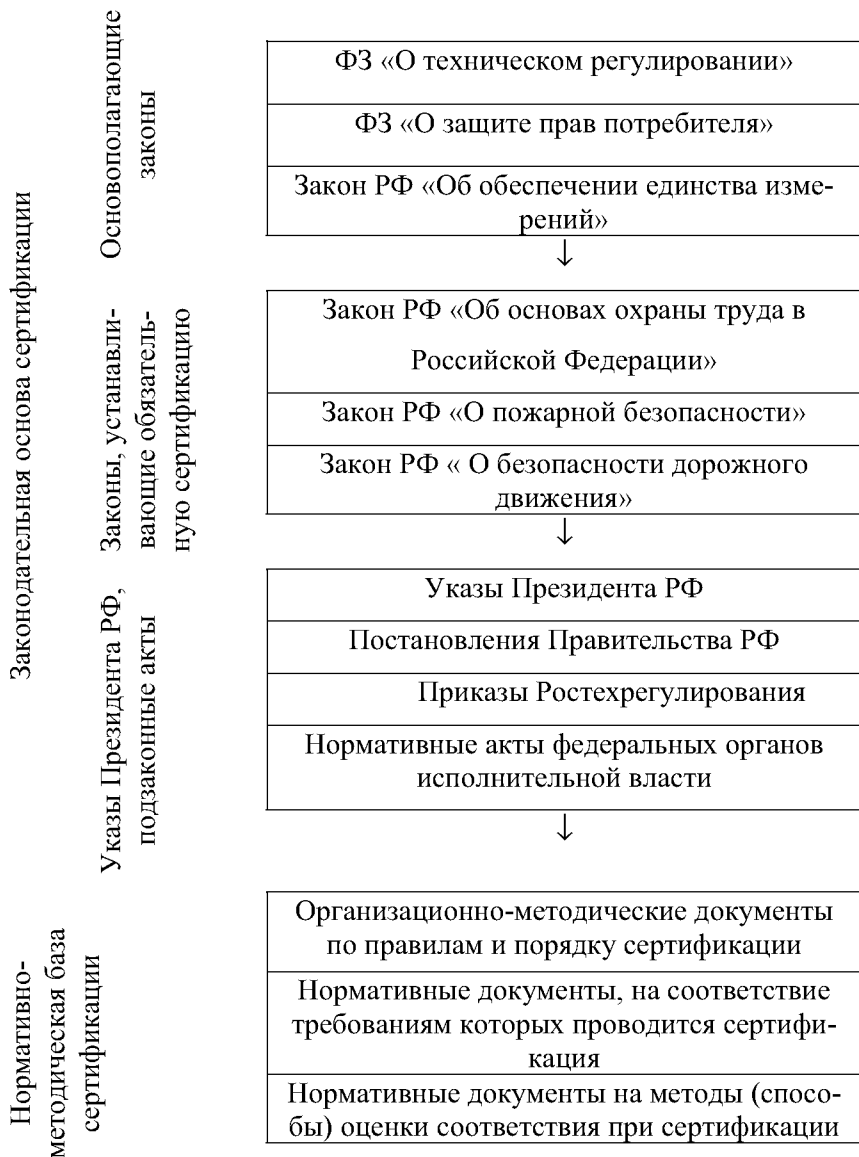 Законодательная основа сертификации
Основополагающие
законы
ФЗ «О техническом регулировании»
ФЗ «О защите прав потребителя»
Закон РФ «Об обеспечении единства изме-
рений»
↓
Законы, устанавли-
вающие обязатель-
ную сертификацию
Закон РФ «Об основах охраны труда в
Российской Федерации»
Закон РФ «О пожарной безопасности»
Закон РФ « О безопасности дорожного
движения»
↓
Указы Президента РФ,
подзаконные акты
Указы Президента РФ
Постановления Правительства РФ
Приказы Ростехрегулирования
Нормативные акты федеральных органов
исполнительной власти
↓
Нормативно-
методическая база
сертификации
Организационно-методические документы
по правилам и порядку сертификации
Нормативные документы, на соответствие
требованиям которых проводится сертифи-
кация
Нормативные документы на методы (спосо-
бы) оценки соответствия при сертификации